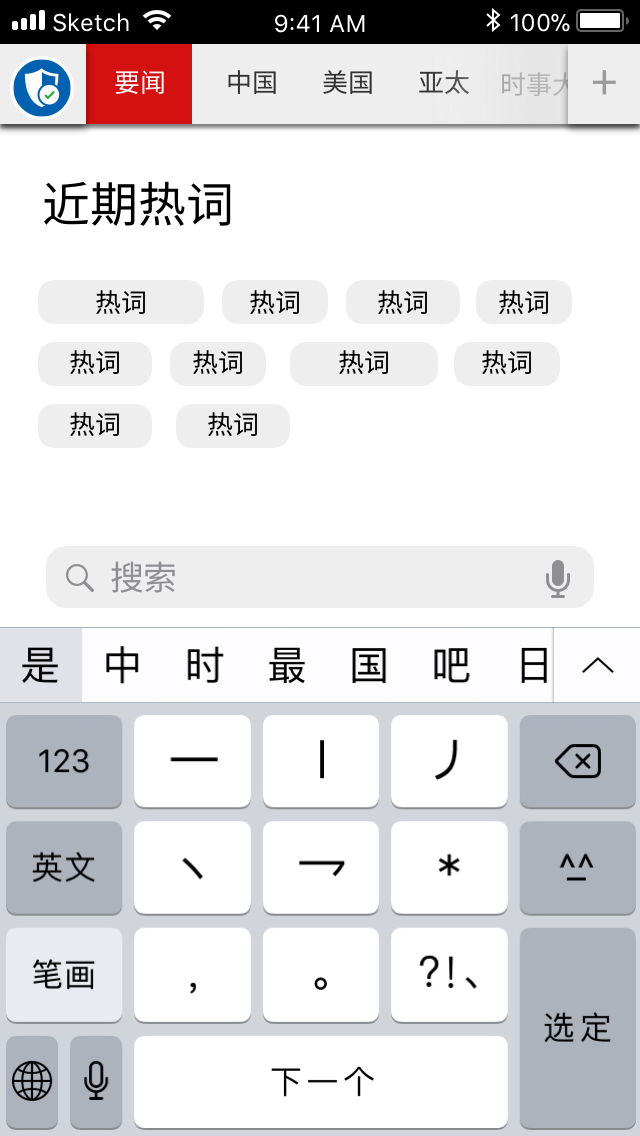 Sketch 9:41 AM 100%
要闻 中国 美国 亚太 时事大 +
近期热词
热词 热词 热词 热词
热词 热词 热词 热词
热词 热词
搜索
是 中 时 最 国 吧 日
123 一 丨 丿
英文 丶 乛 * ^_^
笔画 , 。 ?!、
选定
下一个